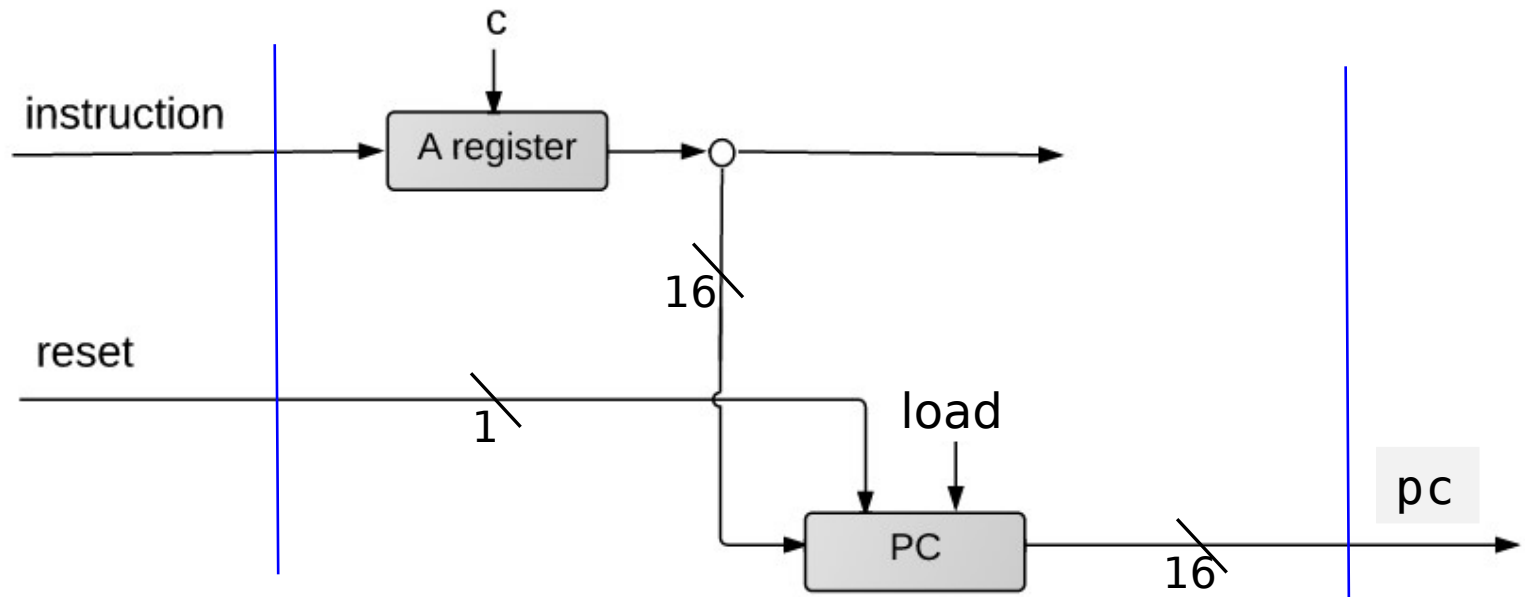 c
instruction
A register
16
reset
1
load
pc
PC
16